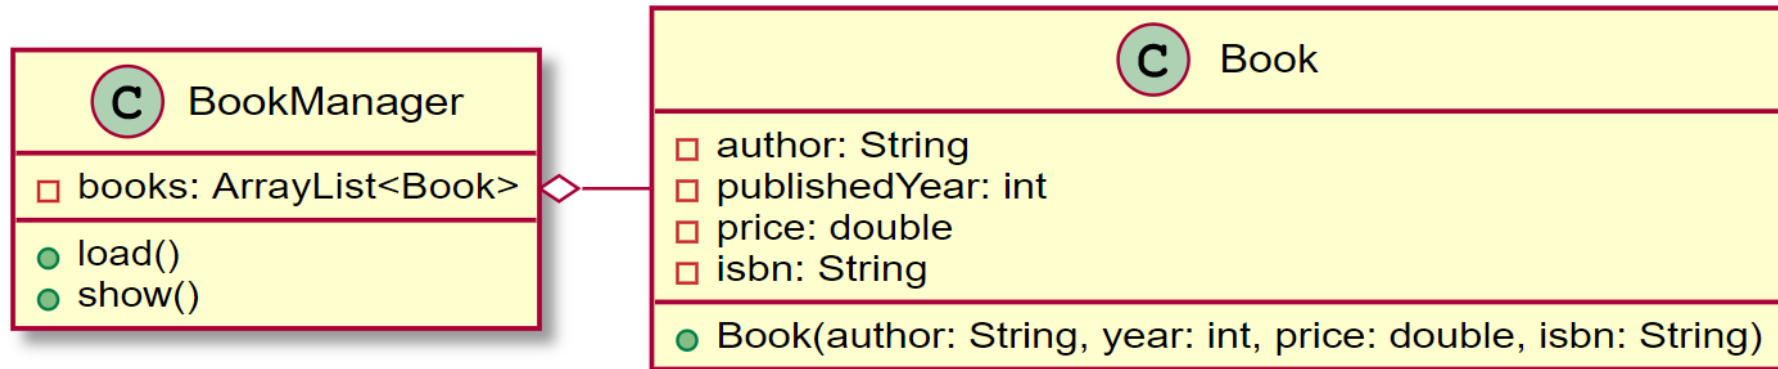 C BookManager
books: ArrayList<Book>
load()
show()
C Book
author: String
publishedYear: int
price: double
isbn: String
Book(author: String, year: int, price: double, isbn: String)